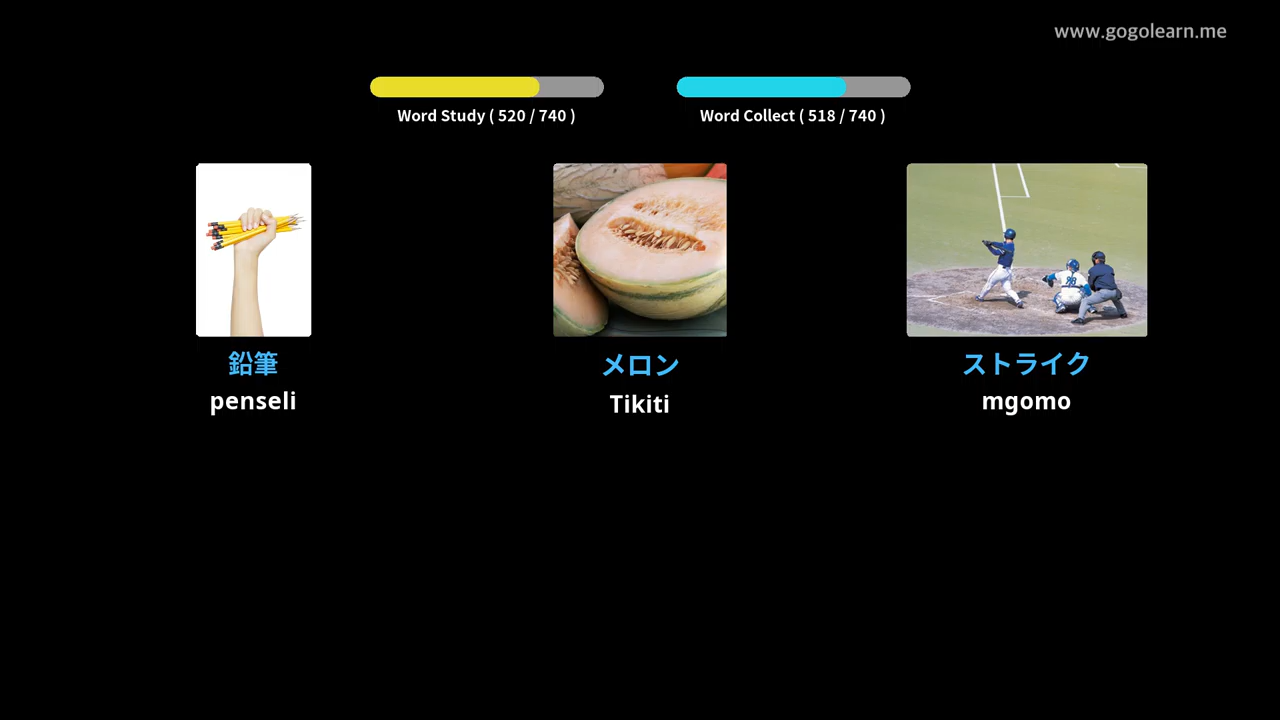 www.gogolearn.me
Word Study ( 520 / 740 )
Word Collect ( 518 / 740 )
鉛筆
penseli
メロン
Tikiti
ストライク
mgomo